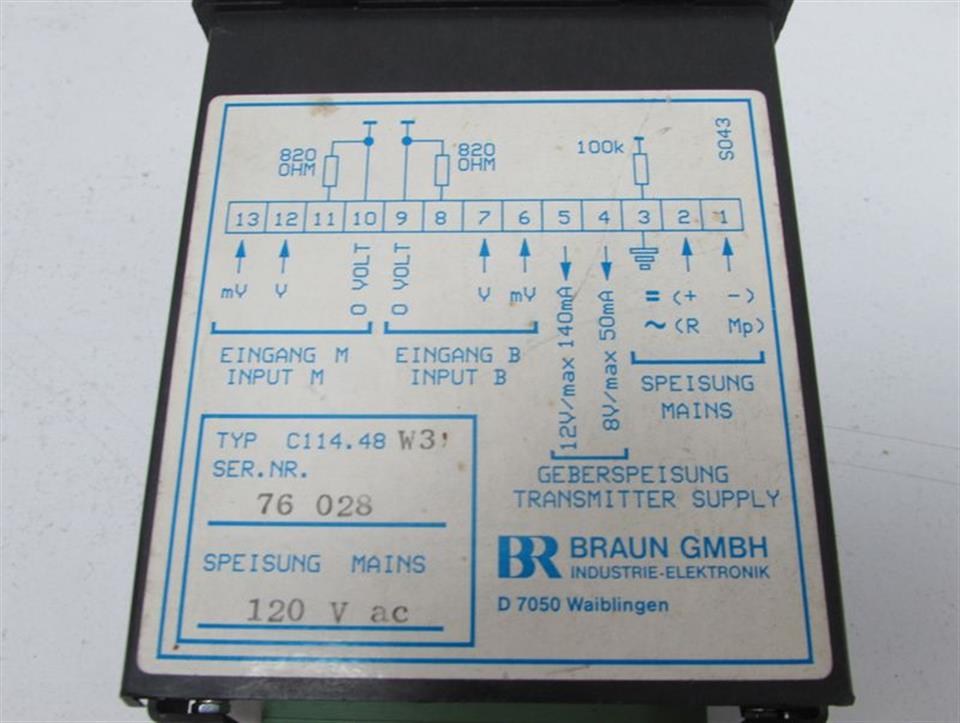 S043
820 OHM
820 OHM
100k
13 12 11 10 9 8 7 6 5 4 3 2 1
mV V 0 VOLT 0 VOLT V mV 12V/max 140mA 8V/max 50mA
= (+ -)
~ (R Mp)
EINGANG M EINGANG B
INPUT M INPUT B
SPEISUNG
MAINS
TYP C114.48 W3'
SER.NR.
76 028
GEBERSPEISUNG
TRANSMITTER SUPPLY
SPEISUNG MAINS
120 V ac
BR BRAUN GMBH
INDUSTRIE-ELEKTRONIK
D 7050 Waiblingen